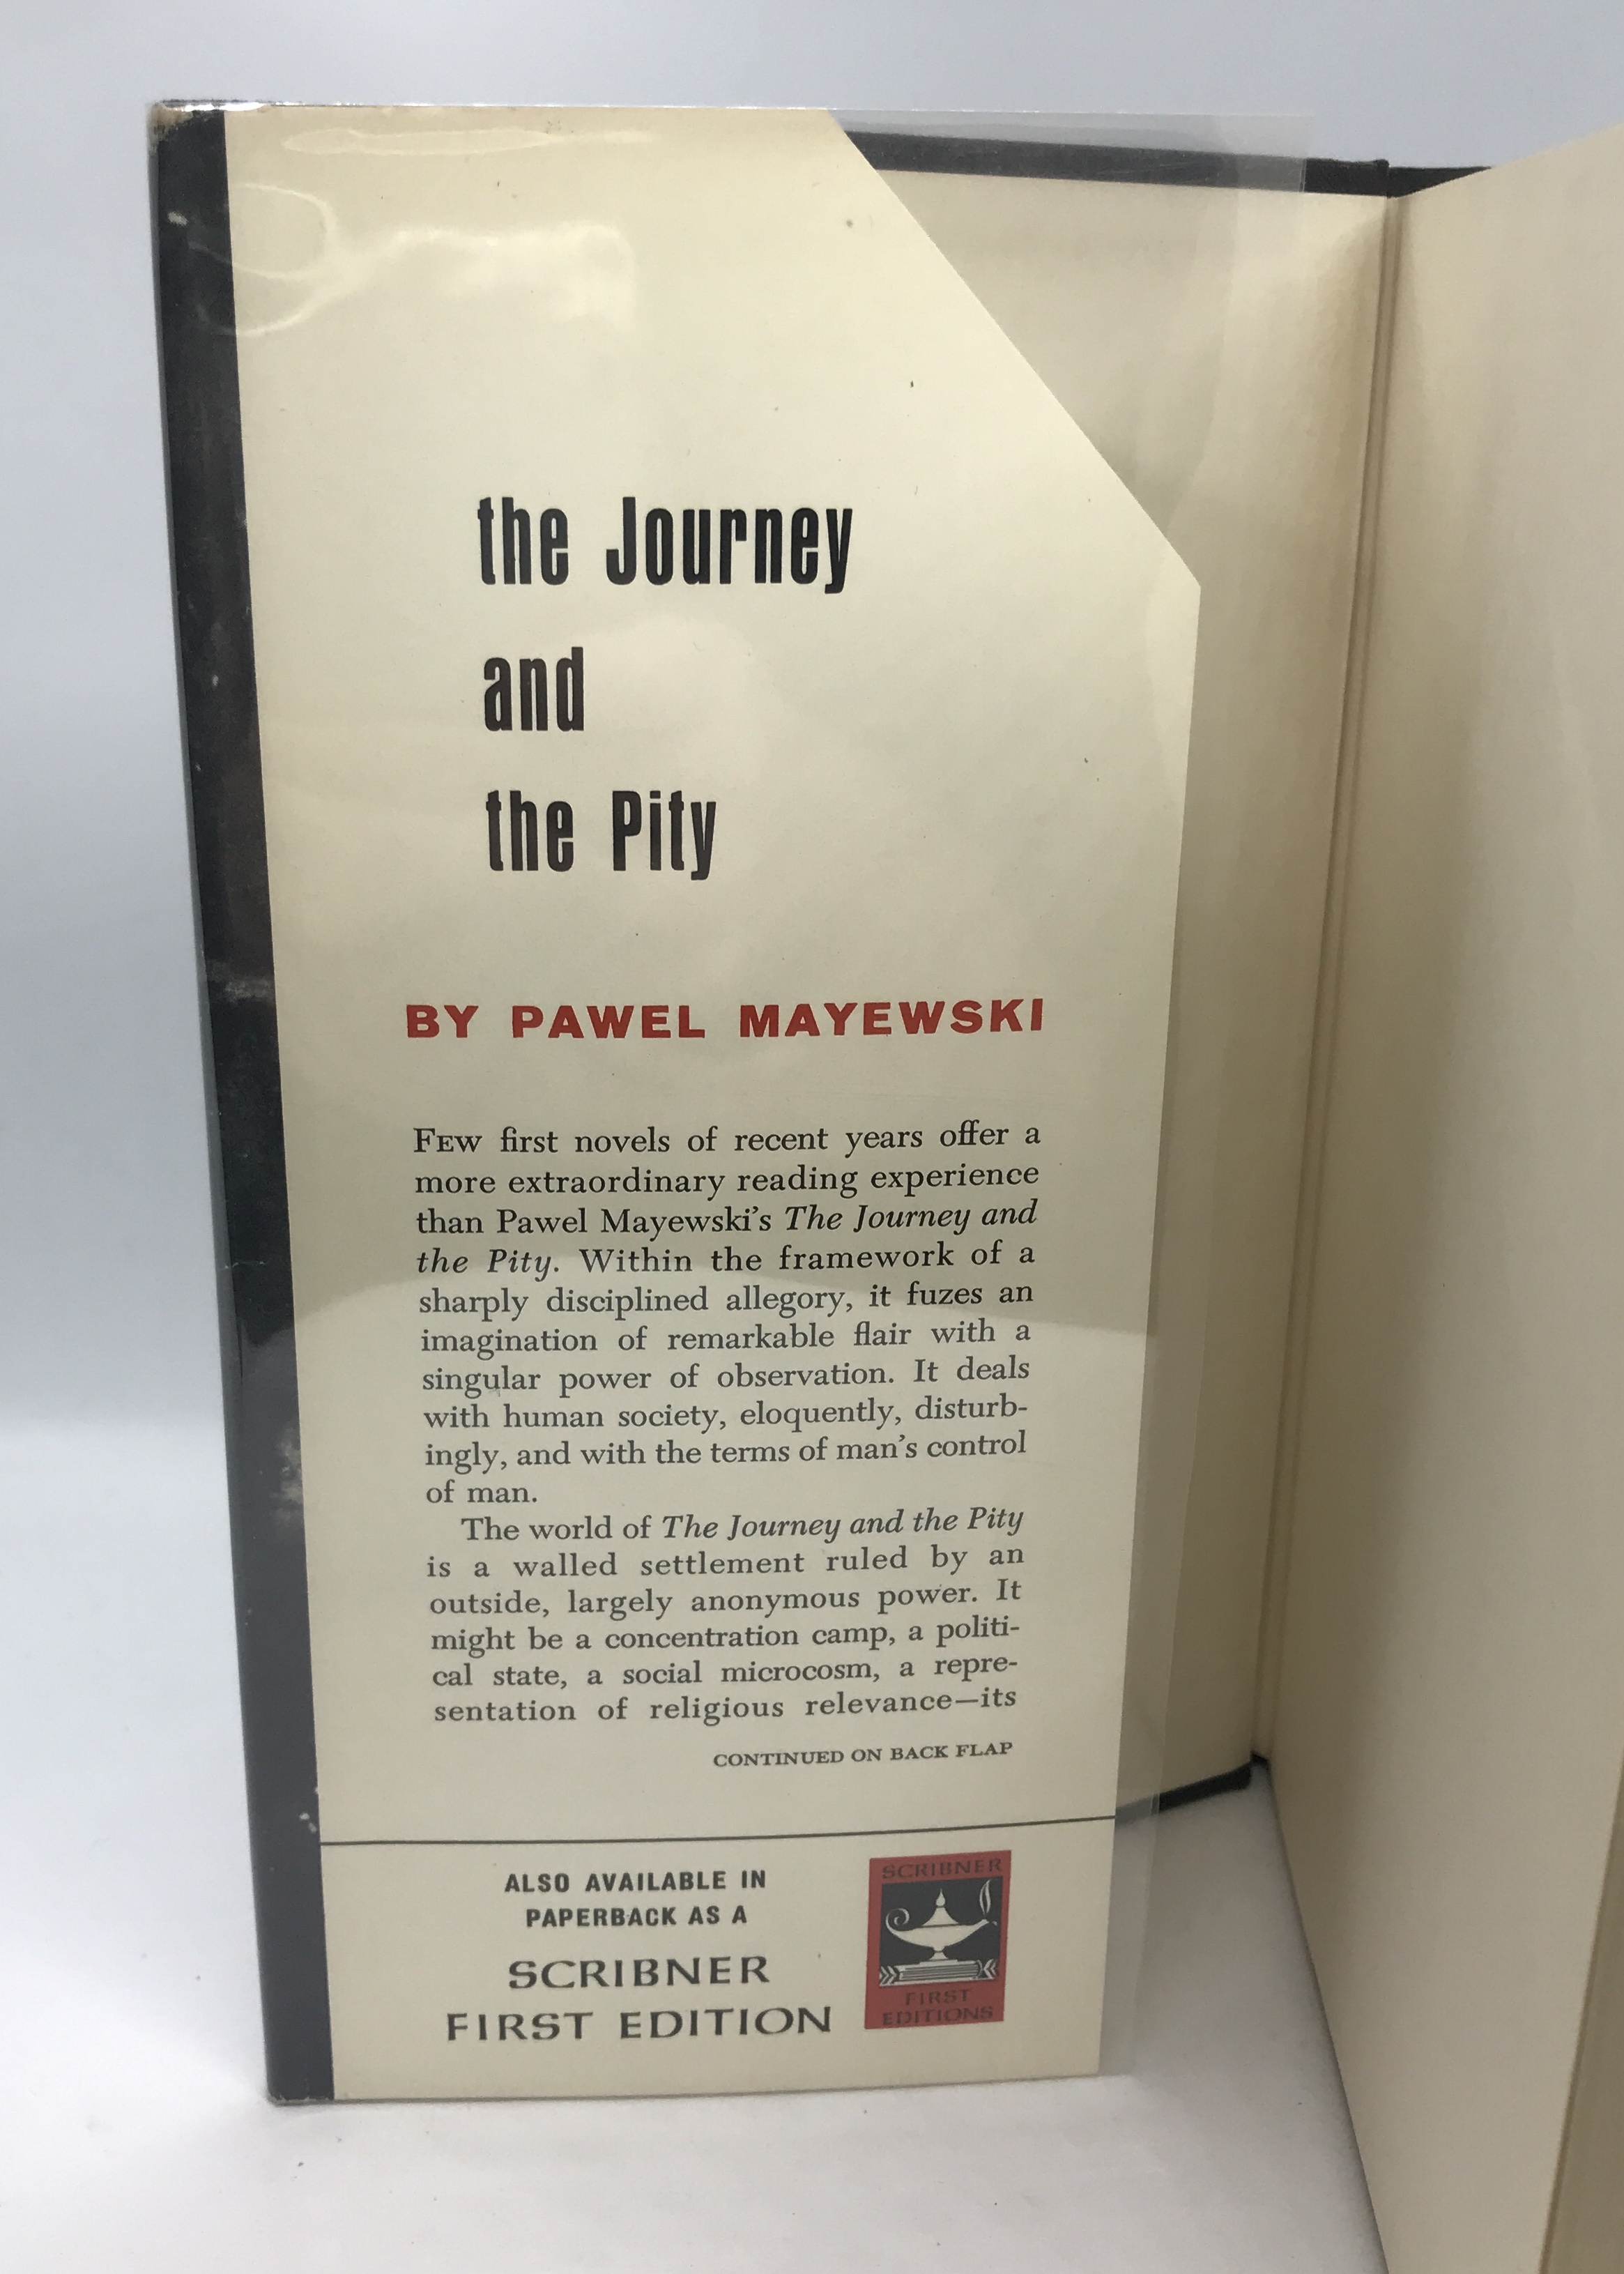 the Journey
and
the Pity
BY PAWEL MAYEWSKI
FEW first novels of recent years offer a
more extraordinary reading experience
than Pawel Mayewski's The Journey and
the Pity. Within the framework of a
sharply disciplined allegory, it fuzes an
imagination of remarkable flair with a
singular power of observation. It deals
with human society, eloquently, disturb-
ingly, and with the terms of man's control
of man.
The world of The Journey and the Pity
is a walled settlement ruled by an
outside, largely anonymous power. It
might be a concentration camp, a politi-
cal state, a social microcosm, a repre-
sentation of religious relevance—its
CONTINUED ON BACK FLAP
ALSO AVAILABLE IN
PAPERBACK AS A
SCRIBNER
FIRST EDITION
SCRIBNER
FIRST
EDITIONS